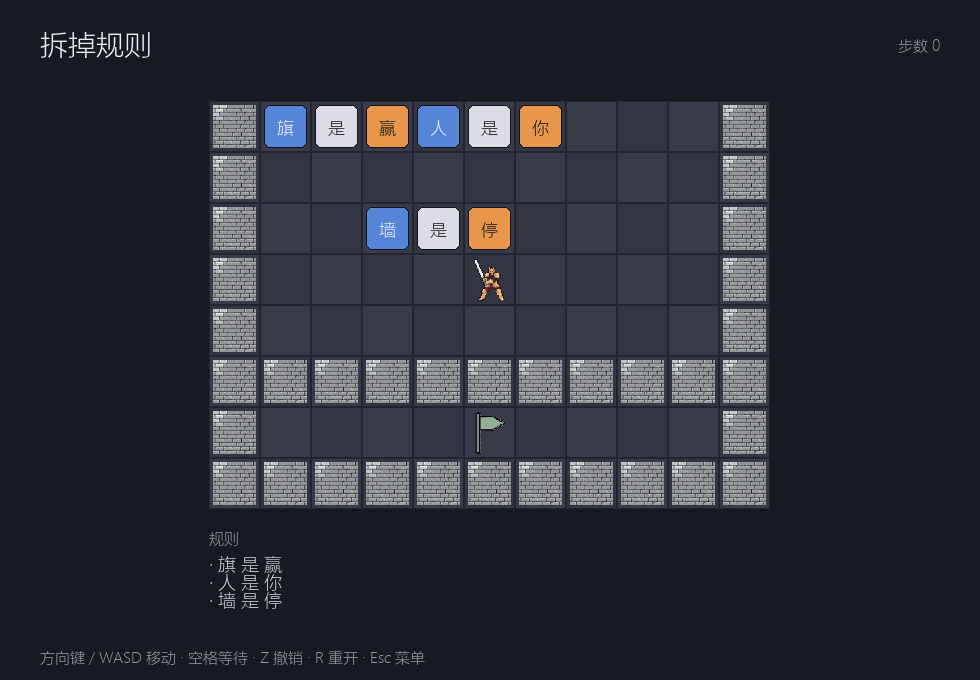 拆掉规则
步数 0
旗 是 赢 人 是 你
墙 是 停
规则
· 旗 是 赢
· 人 是 你
· 墙 是 停
方向键 / WASD 移动 · 空格等待 · Z 撤销 · R 重开 · Esc 菜单